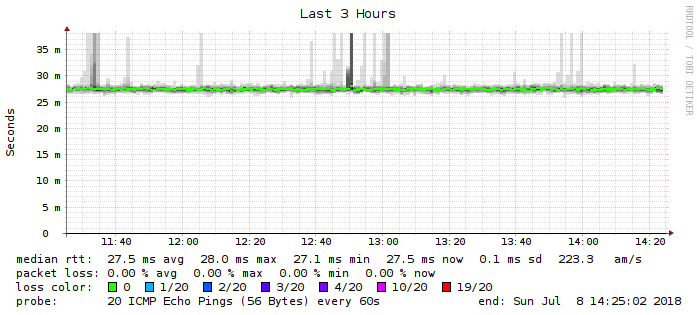 Last 3 Hours
RRDTOOL / TOBI OETIKER
Seconds
35 m
30 m
25 m
20 m
15 m
10 m
5 m
0
11:40 12:00 12:20 12:40 13:00 13:20 13:40 14:00 14:20
median rtt: 27.5 ms avg 28.0 ms max 27.1 ms min 27.5 ms now 0.1 ms sd 223.3 am/s
packet loss: 0.00 % avg 0.00 % max 0.00 % min 0.00 % now
loss color: 0 1/20 2/20 3/20 4/20 10/20 19/20
probe: 20 ICMP Echo Pings (56 Bytes) every 60s end: Sun Jul 8 14:25:02 2018